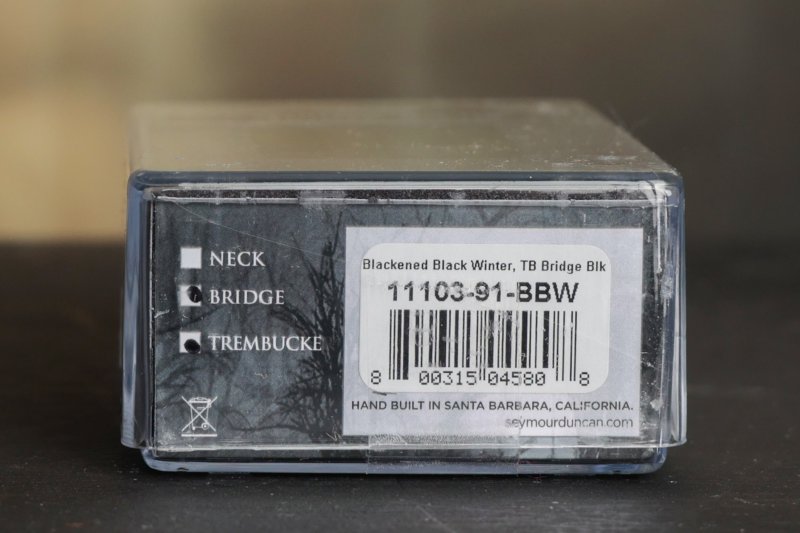 NECK
BRIDGE
TREMBUCKE
Blackened Black Winter, TB Bridge Blk
11103-91-BBW
8 00315 04580 8
HAND BUILT IN SANTA BARBARA, CALIFORNIA.
seymourduncan.com